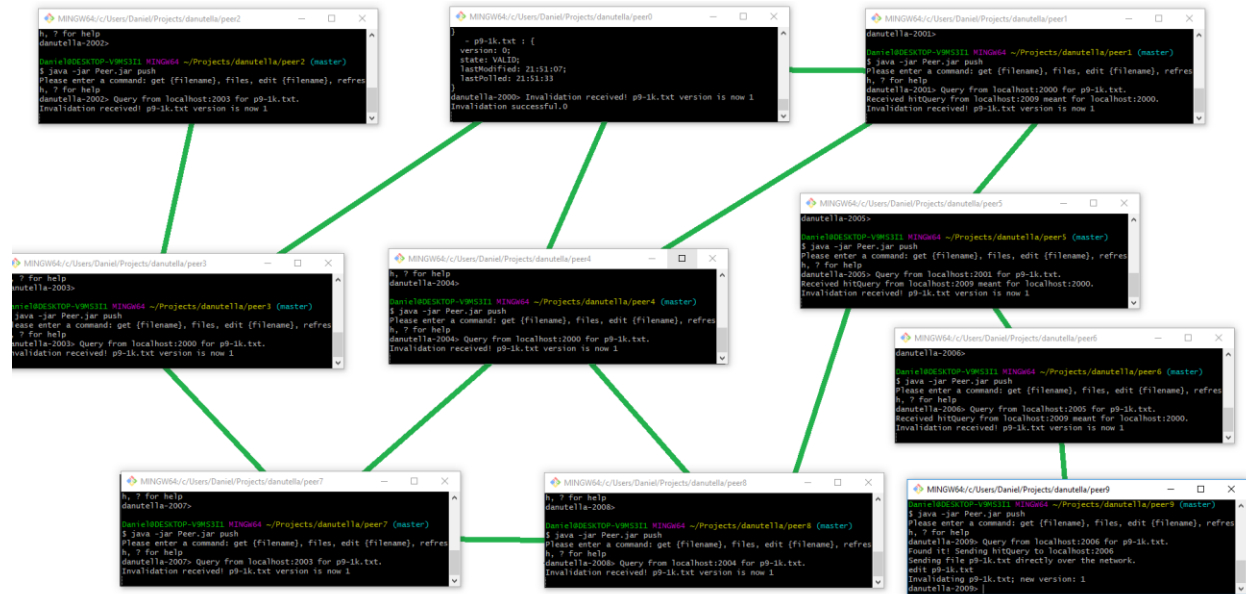 MINGW64:/c/Users/Daniel/Projects/danutella/peer2
h, ? for help
danutella-2002>
Daniel@DESKTOP-V9MS3I1 MINGW64 ~/Projects/danutella/peer2 (master)
$ java -jar Peer.jar push
Please enter a command: get {filename}, files, edit {filename}, refres
h, ? for help
danutella-2002> Query from localhost:2003 for p9-1k.txt.
Invalidation received! p9-1k.txt version is now 1
MINGW64:/c/Users/Daniel/Projects/danutella/peer0
}
- p9-1k.txt : {
version: 0;
state: VALID;
lastModified: 21:51:07;
lastPolled: 21:51:33
}
danutella-2000> Invalidation received! p9-1k.txt version is now 1
Invalidation successful.0
MINGW64:/c/Users/Daniel/Projects/danutella/peer1
danutella-2001>
Daniel@DESKTOP-V9MS3I1 MINGW64 ~/Projects/danutella/peer1 (master)
$ java -jar Peer.jar push
Please enter a command: get {filename}, files, edit {filename}, refres
h, ? for help
danutella-2001> Query from localhost:2000 for p9-1k.txt.
Received hitQuery from localhost:2009 meant for localhost:2000.
Invalidation received! p9-1k.txt version is now 1
MINGW64:/c/Users/Daniel/Projects/danutella/peer5
danutella-2005>
Daniel@DESKTOP-V9MS3I1 MINGW64 ~/Projects/danutella/peer5 (master)
$ java -jar Peer.jar push
Please enter a command: get {filename}, files, edit {filename}, refres
h, ? for help
danutella-2005> Query from localhost:2001 for p9-1k.txt.
Received hitQuery from localhost:2009 meant for localhost:2000.
Invalidation received! p9-1k.txt version is now 1
MINGW64:/c/Users/Daniel/Projects/danutella/peer3
? for help
anutella-2003>
Daniel@DESKTOP-V9MS3I1 MINGW64 ~/Projects/danutella/peer3 (master)
java -jar Peer.jar push
lease enter a command: get {filename}, files, edit {filename}, refres
? for help
anutella-2003> Query from localhost:2000 for p9-1k.txt.
nvalidation received! p9-1k.txt version is now 1
MINGW64:/c/Users/Daniel/Projects/danutella/peer4
h, ? for help
danutella-2004>
Daniel@DESKTOP-V9MS3I1 MINGW64 ~/Projects/danutella/peer4 (master)
$ java -jar Peer.jar push
Please enter a command: get {filename}, files, edit {filename}, refres
h, ? for help
danutella-2004> Query from localhost:2000 for p9-1k.txt.
Invalidation received! p9-1k.txt version is now 1
MINGW64:/c/Users/Daniel/Projects/danutella/peer6
danutella-2006>
Daniel@DESKTOP-V9MS3I1 MINGW64 ~/Projects/danutella/peer6 (master)
$ java -jar Peer.jar push
Please enter a command: get {filename}, files, edit {filename}, refres
h, ? for help
danutella-2006> Query from localhost:2005 for p9-1k.txt.
Received hitQuery from localhost:2009 meant for localhost:2000.
Invalidation received! p9-1k.txt version is now 1
MINGW64:/c/Users/Daniel/Projects/danutella/peer7
h, ? for help
danutella-2007>
Daniel@DESKTOP-V9MS3I1 MINGW64 ~/Projects/danutella/peer7 (master)
$ java -jar Peer.jar push
Please enter a command: get {filename}, files, edit {filename}, refres
h, ? for help
danutella-2007> Query from localhost:2003 for p9-1k.txt.
Invalidation received! p9-1k.txt version is now 1
MINGW64:/c/Users/Daniel/Projects/danutella/peer8
h, ? for help
danutella-2008>
Daniel@DESKTOP-V9MS3I1 MINGW64 ~/Projects/danutella/peer8 (master)
$ java -jar Peer.jar push
Please enter a command: get {filename}, files, edit {filename}, refres
h, ? for help
danutella-2008> Query from localhost:2004 for p9-1k.txt.
Invalidation received! p9-1k.txt version is now 1
MINGW64:/c/Users/Daniel/Projects/danutella/peer9
Daniel@DESKTOP-V9MS3I1 MINGW64 ~/Projects/danutella/peer9 (master)
$ java -jar Peer.jar push
Please enter a command: get {filename}, files, edit {filename}, refres
h, ? for help
danutella-2009> Query from localhost:2006 for p9-1k.txt.
Found it! Sending hitQuery to localhost:2006
Sending file p9-1k.txt directly over the network.
edit p9-1k.txt
Invalidating p9-1k.txt; new version: 1
danutella-2009>